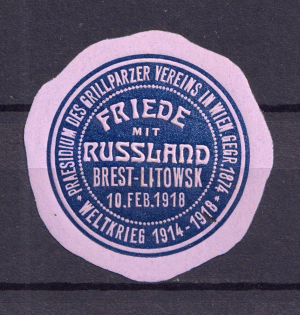 PRAESIDIUM DES GRILLPARZER VEREINS IN WIEN GEGR. 1874
* WELTKRIEG 1914-1918 *
FRIEDE
MIT
RUSSLAND
BREST-LITOWSK
10.FEB.1918